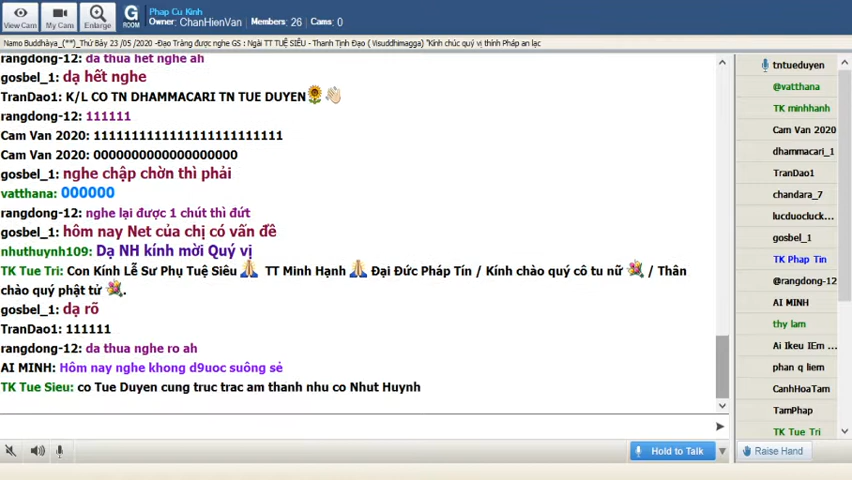 View Cam
My Cam
Enlarge
G
ROOM
Phap Cu Kinh
Owner: ChanHienVan Members: 26 Cams: 0
Namo Buddhàya_(**)_Thứ Bảy 23 /05 /2020 -Đạo Tràng được nghe GS : Ngài TT TUỆ SIÊU - Thanh Tịnh Đạo ( Visuddhimagga) "Kính chúc quý vị thính Pháp an lạc
rangdong-12: da thua het nghe ah
gosbel_1: dạ hết nghe
TranDao1: K/L CO TN DHAMMACARI TN TUE DUYEN
rangdong-12: 111111
Cam Van 2020: 1111111111111111111111111
Cam Van 2020: 0000000000000000000
gosbel_1: nghe chập chờn thì phải
vatthana: 000000
rangdong-12: nghe lại được 1 chút thì đứt
gosbel_1: hôm nay Net của chị có vấn đề
nhuthuynh109: Dạ NH kính mời Quý vị
TK Tue Tri: Con Kính Lễ Sư Phụ Tuệ Siêu TT Minh Hạnh Đại Đức Pháp Tín / Kính chào quý cô tu nữ / Thân
chào quý phật tử .
gosbel_1: dạ rõ
TranDao1: 111111
rangdong-12: da thua nghe ro ah
AI MINH: Hôm nay nghe khong d9uoc suông sẻ
TK Tue Sieu: co Tue Duyen cung truc trac am thanh nhu co Nhut Huynh
Hold to Talk
tntueduyen
@vatthana
TK minhhanh
Cam Van 2020
dhammacari_1
TranDao1
chandara_7
lucduocluck...
gosbel_1
TK Phap Tin
@rangdong-12
AI MINH
thy lam
Ai Ikeu IEm ...
phan q liem
CanhHoaTam
TamPhap
TK Tue Tri
Raise Hand